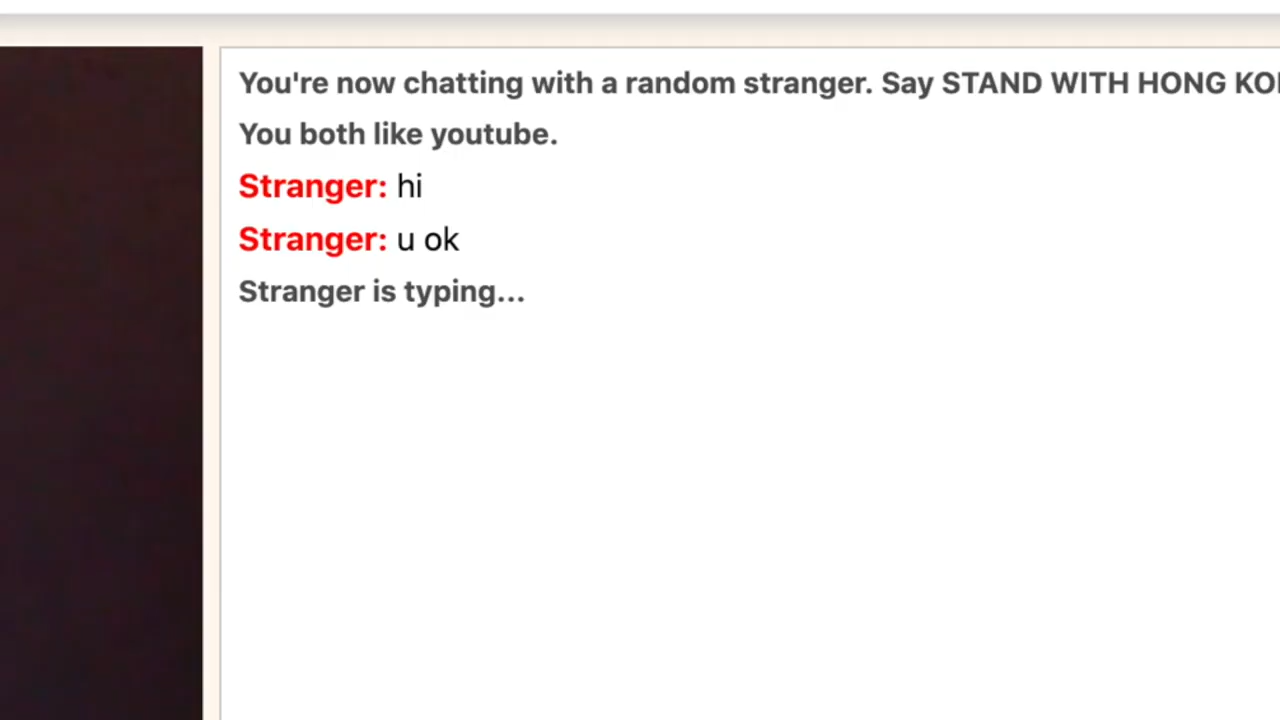 You're now chatting with a random stranger. Say STAND WITH HONG
You both like youtube.
Stranger: hi
Stranger: u ok
Stranger is typing...